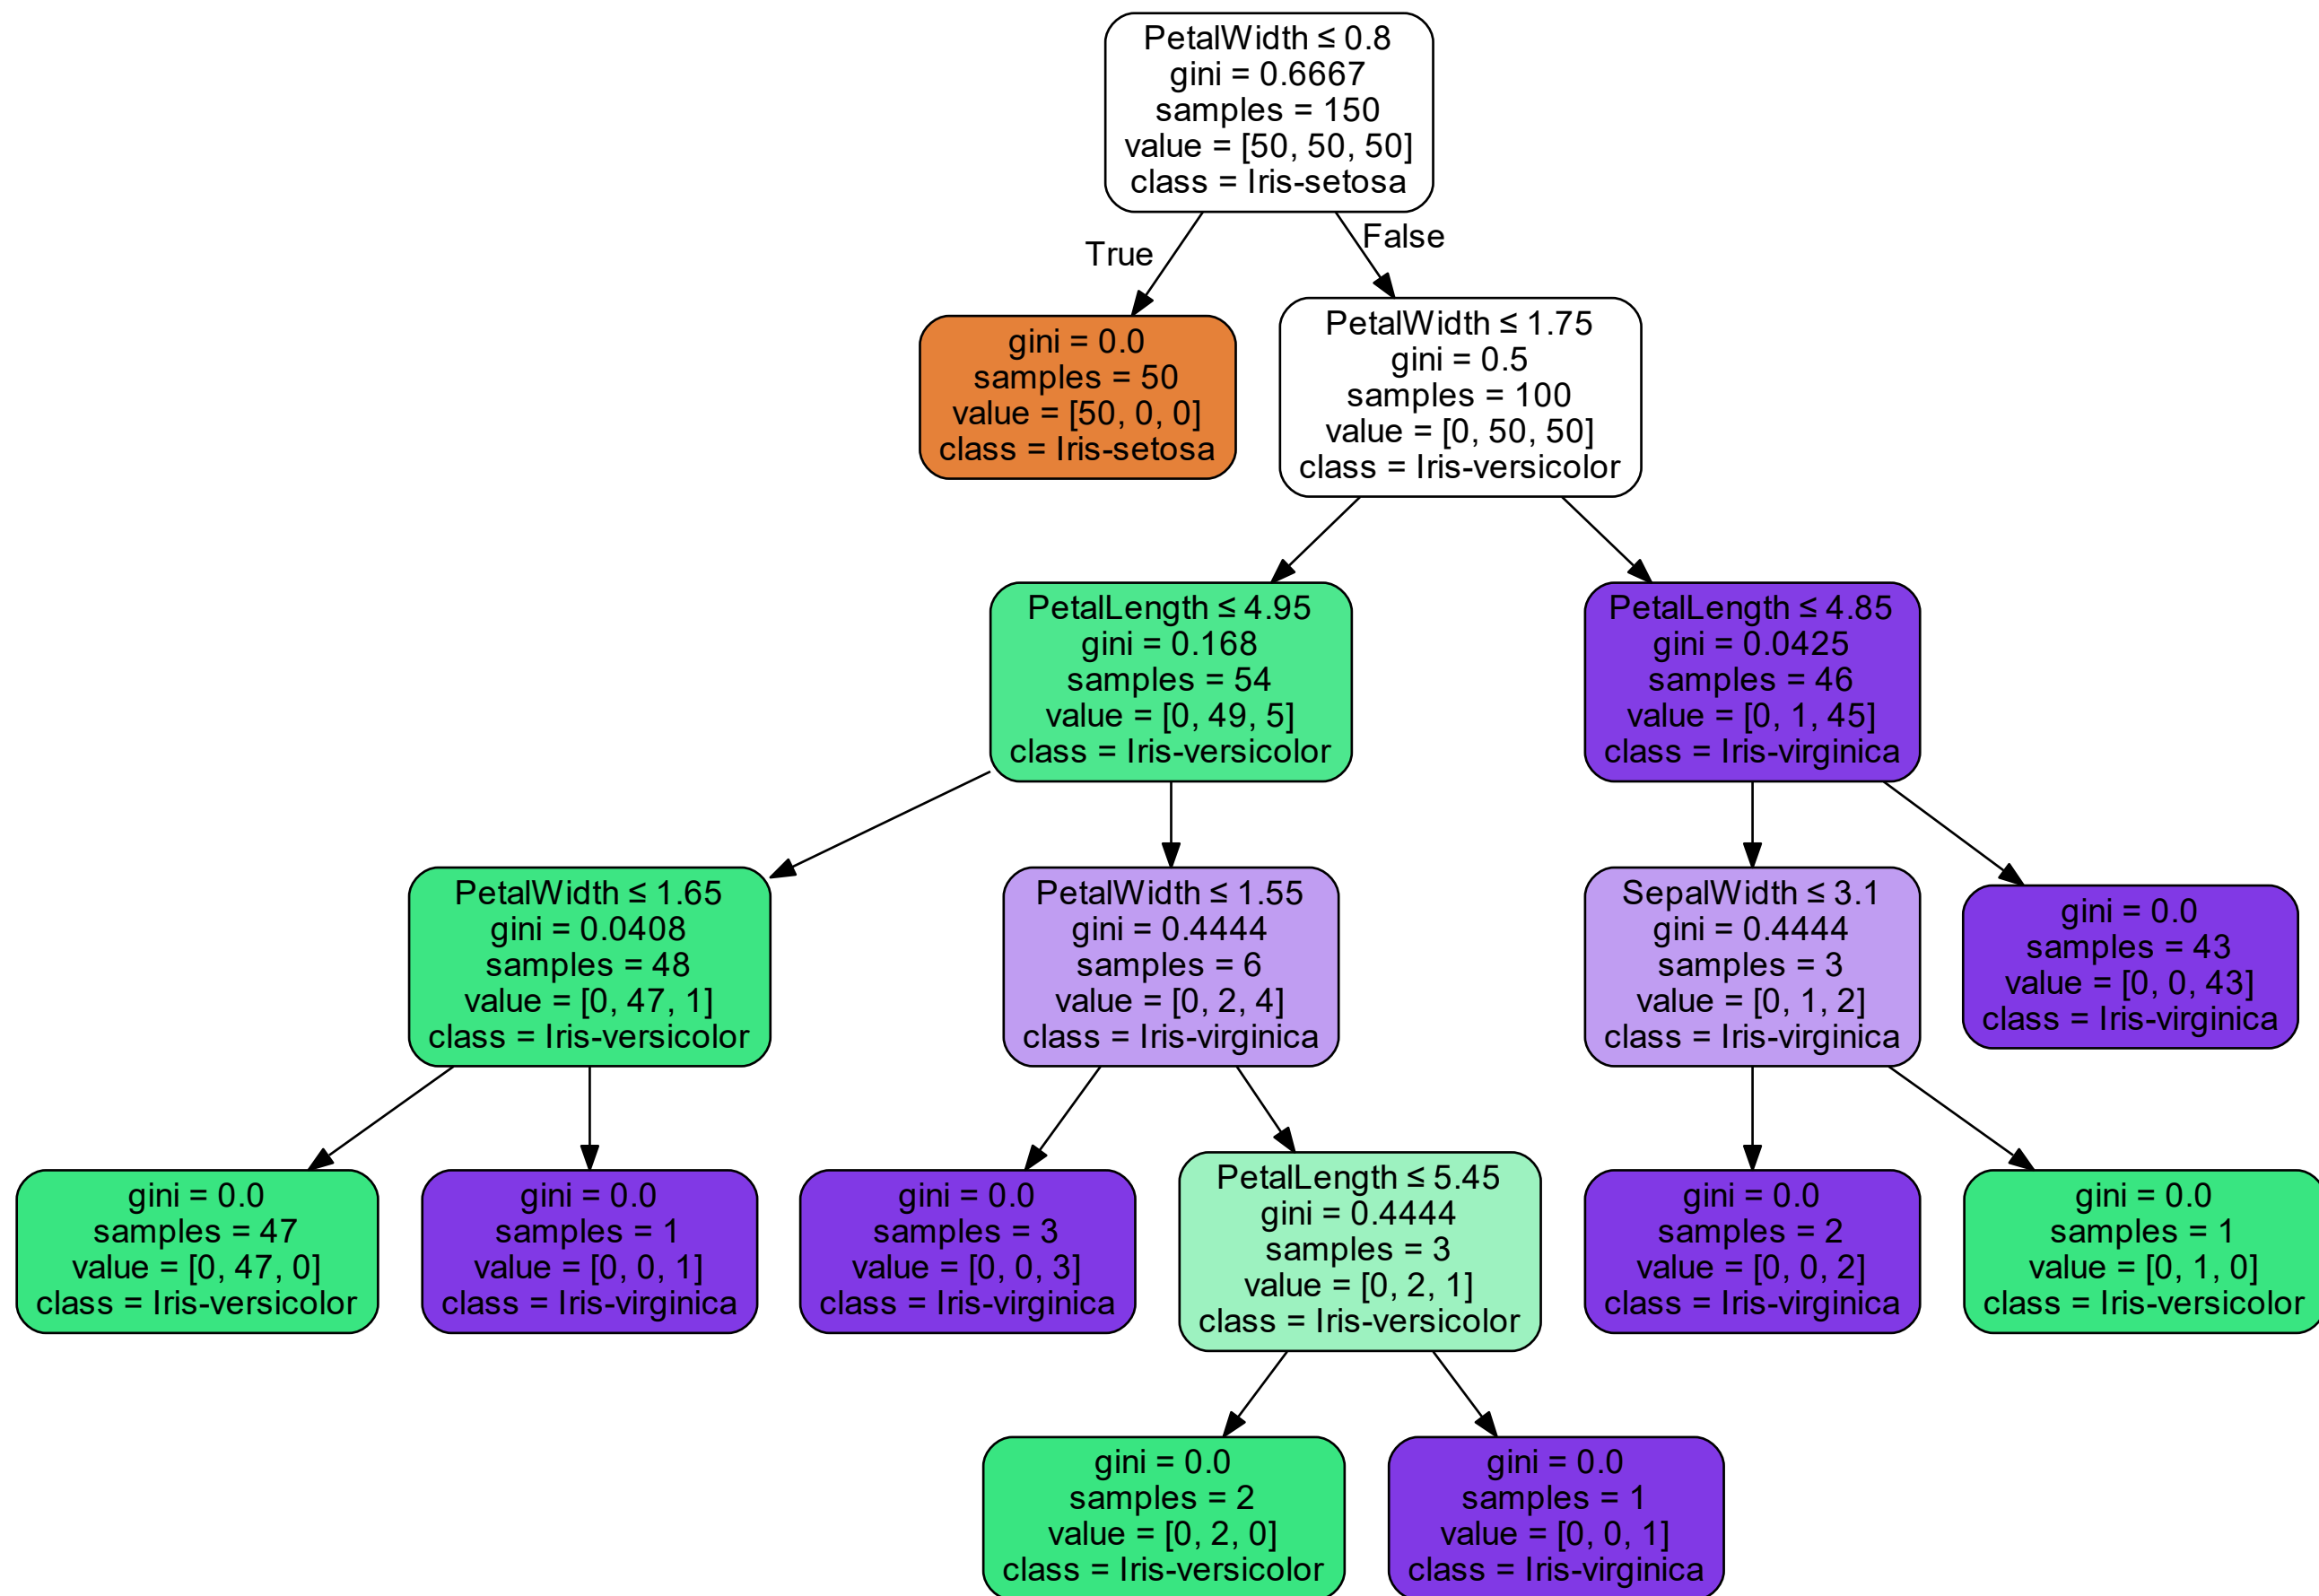 PetalWidth ≤ 0.8
gini = 0.6667
samples = 150
value = [50, 50, 50]
class = Iris-setosa
True
False
gini = 0.0
samples = 50
value = [50, 0, 0]
class = Iris-setosa
PetalWidth ≤ 1.75
gini = 0.5
samples = 100
value = [0, 50, 50]
class = Iris-versicolor
PetalLength ≤ 4.95
gini = 0.168
samples = 54
value = [0, 49, 5]
class = Iris-versicolor
PetalLength ≤ 4.85
gini = 0.0425
samples = 46
value = [0, 1, 45]
class = Iris-virginica
PetalWidth ≤ 1.65
gini = 0.0408
samples = 48
value = [0, 47, 1]
class = Iris-versicolor
PetalWidth ≤ 1.55
gini = 0.4444
samples = 6
value = [0, 2, 4]
class = Iris-virginica
SepalWidth ≤ 3.1
gini = 0.4444
samples = 3
value = [0, 1, 2]
class = Iris-virginica
gini = 0.0
samples = 43
value = [0, 0, 43]
class = Iris-virginica
gini = 0.0
samples = 47
value = [0, 47, 0]
class = Iris-versicolor
gini = 0.0
samples = 1
value = [0, 0, 1]
class = Iris-virginica
gini = 0.0
samples = 3
value = [0, 0, 3]
class = Iris-virginica
PetalLength ≤ 5.45
gini = 0.4444
samples = 3
value = [0, 2, 1]
class = Iris-versicolor
gini = 0.0
samples = 2
value = [0, 0, 2]
class = Iris-virginica
gini = 0.0
samples = 1
value = [0, 1, 0]
class = Iris-versicolor
gini = 0.0
samples = 2
value = [0, 2, 0]
class = Iris-versicolor
gini = 0.0
samples = 1
value = [0, 0, 1]
class = Iris-virginica